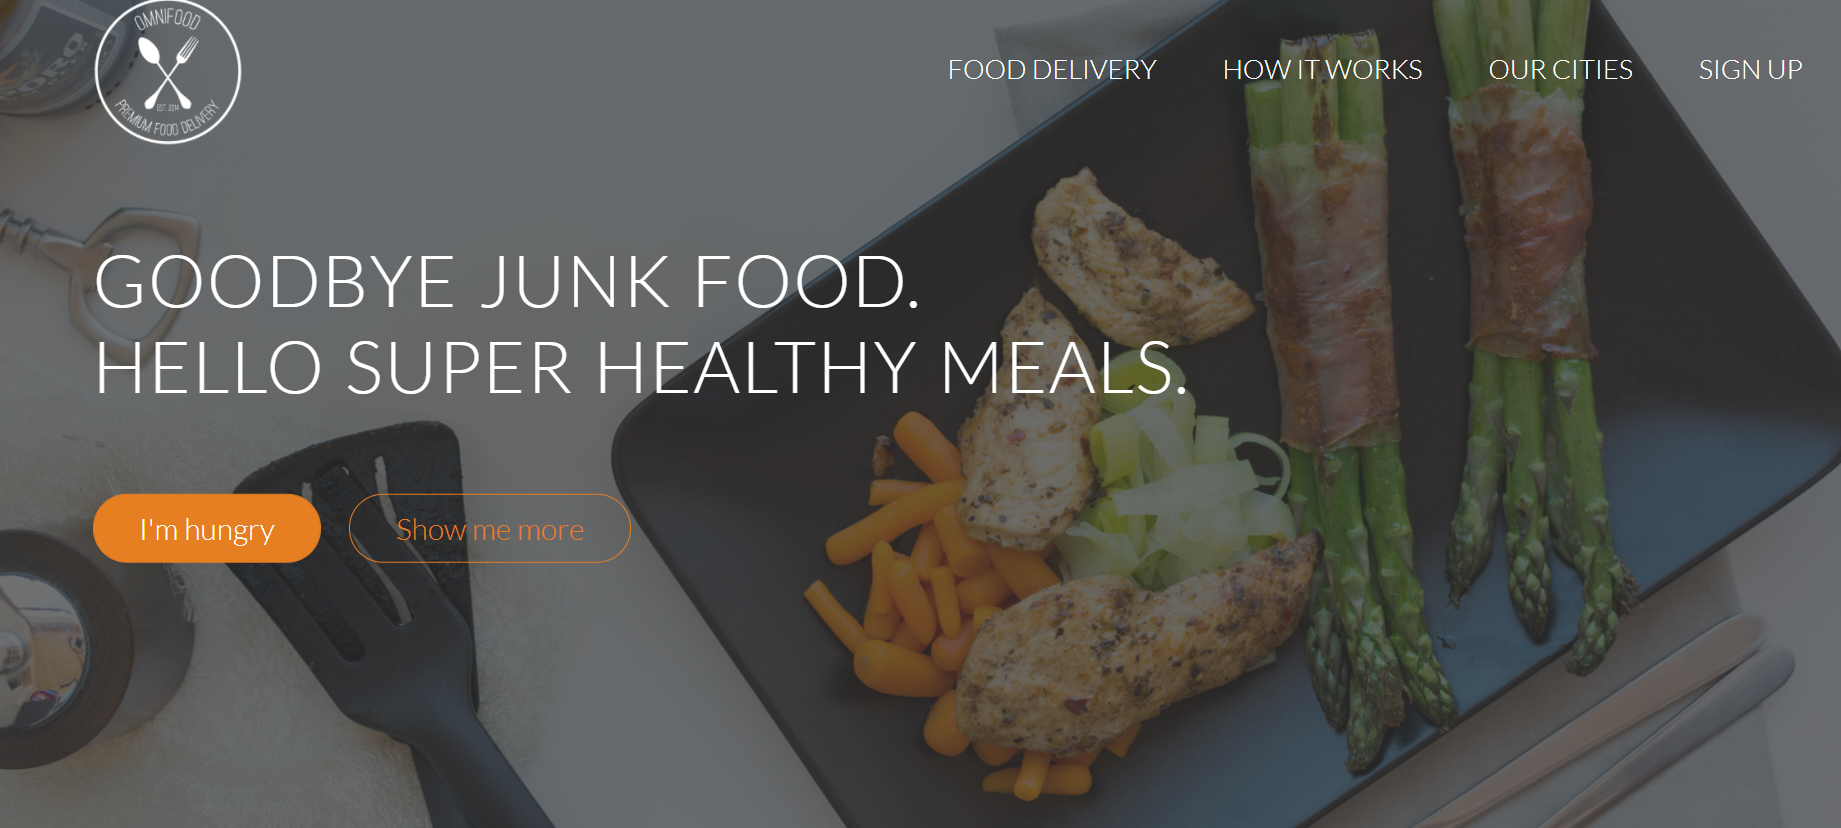 OMNIFOOD
EST. 2014
PREMIUM FOOD DELIVERY
FOOD DELIVERY
HOW IT WORKS
OUR CITIES
SIGN UP
GOODBYE JUNK FOOD.
HELLO SUPER HEALTHY MEALS.
I'm hungry
Show me more